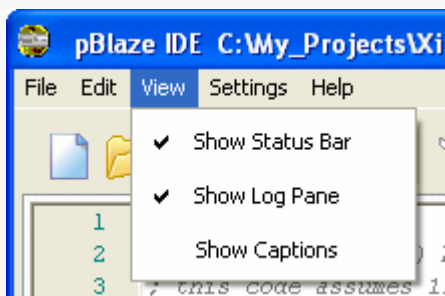 pBlaze IDE C:\My_Projects\Xi
File Edit View Settings Help
Show Status Bar
Show Log Pane
Show Captions
1
2
3 ; this code assumes